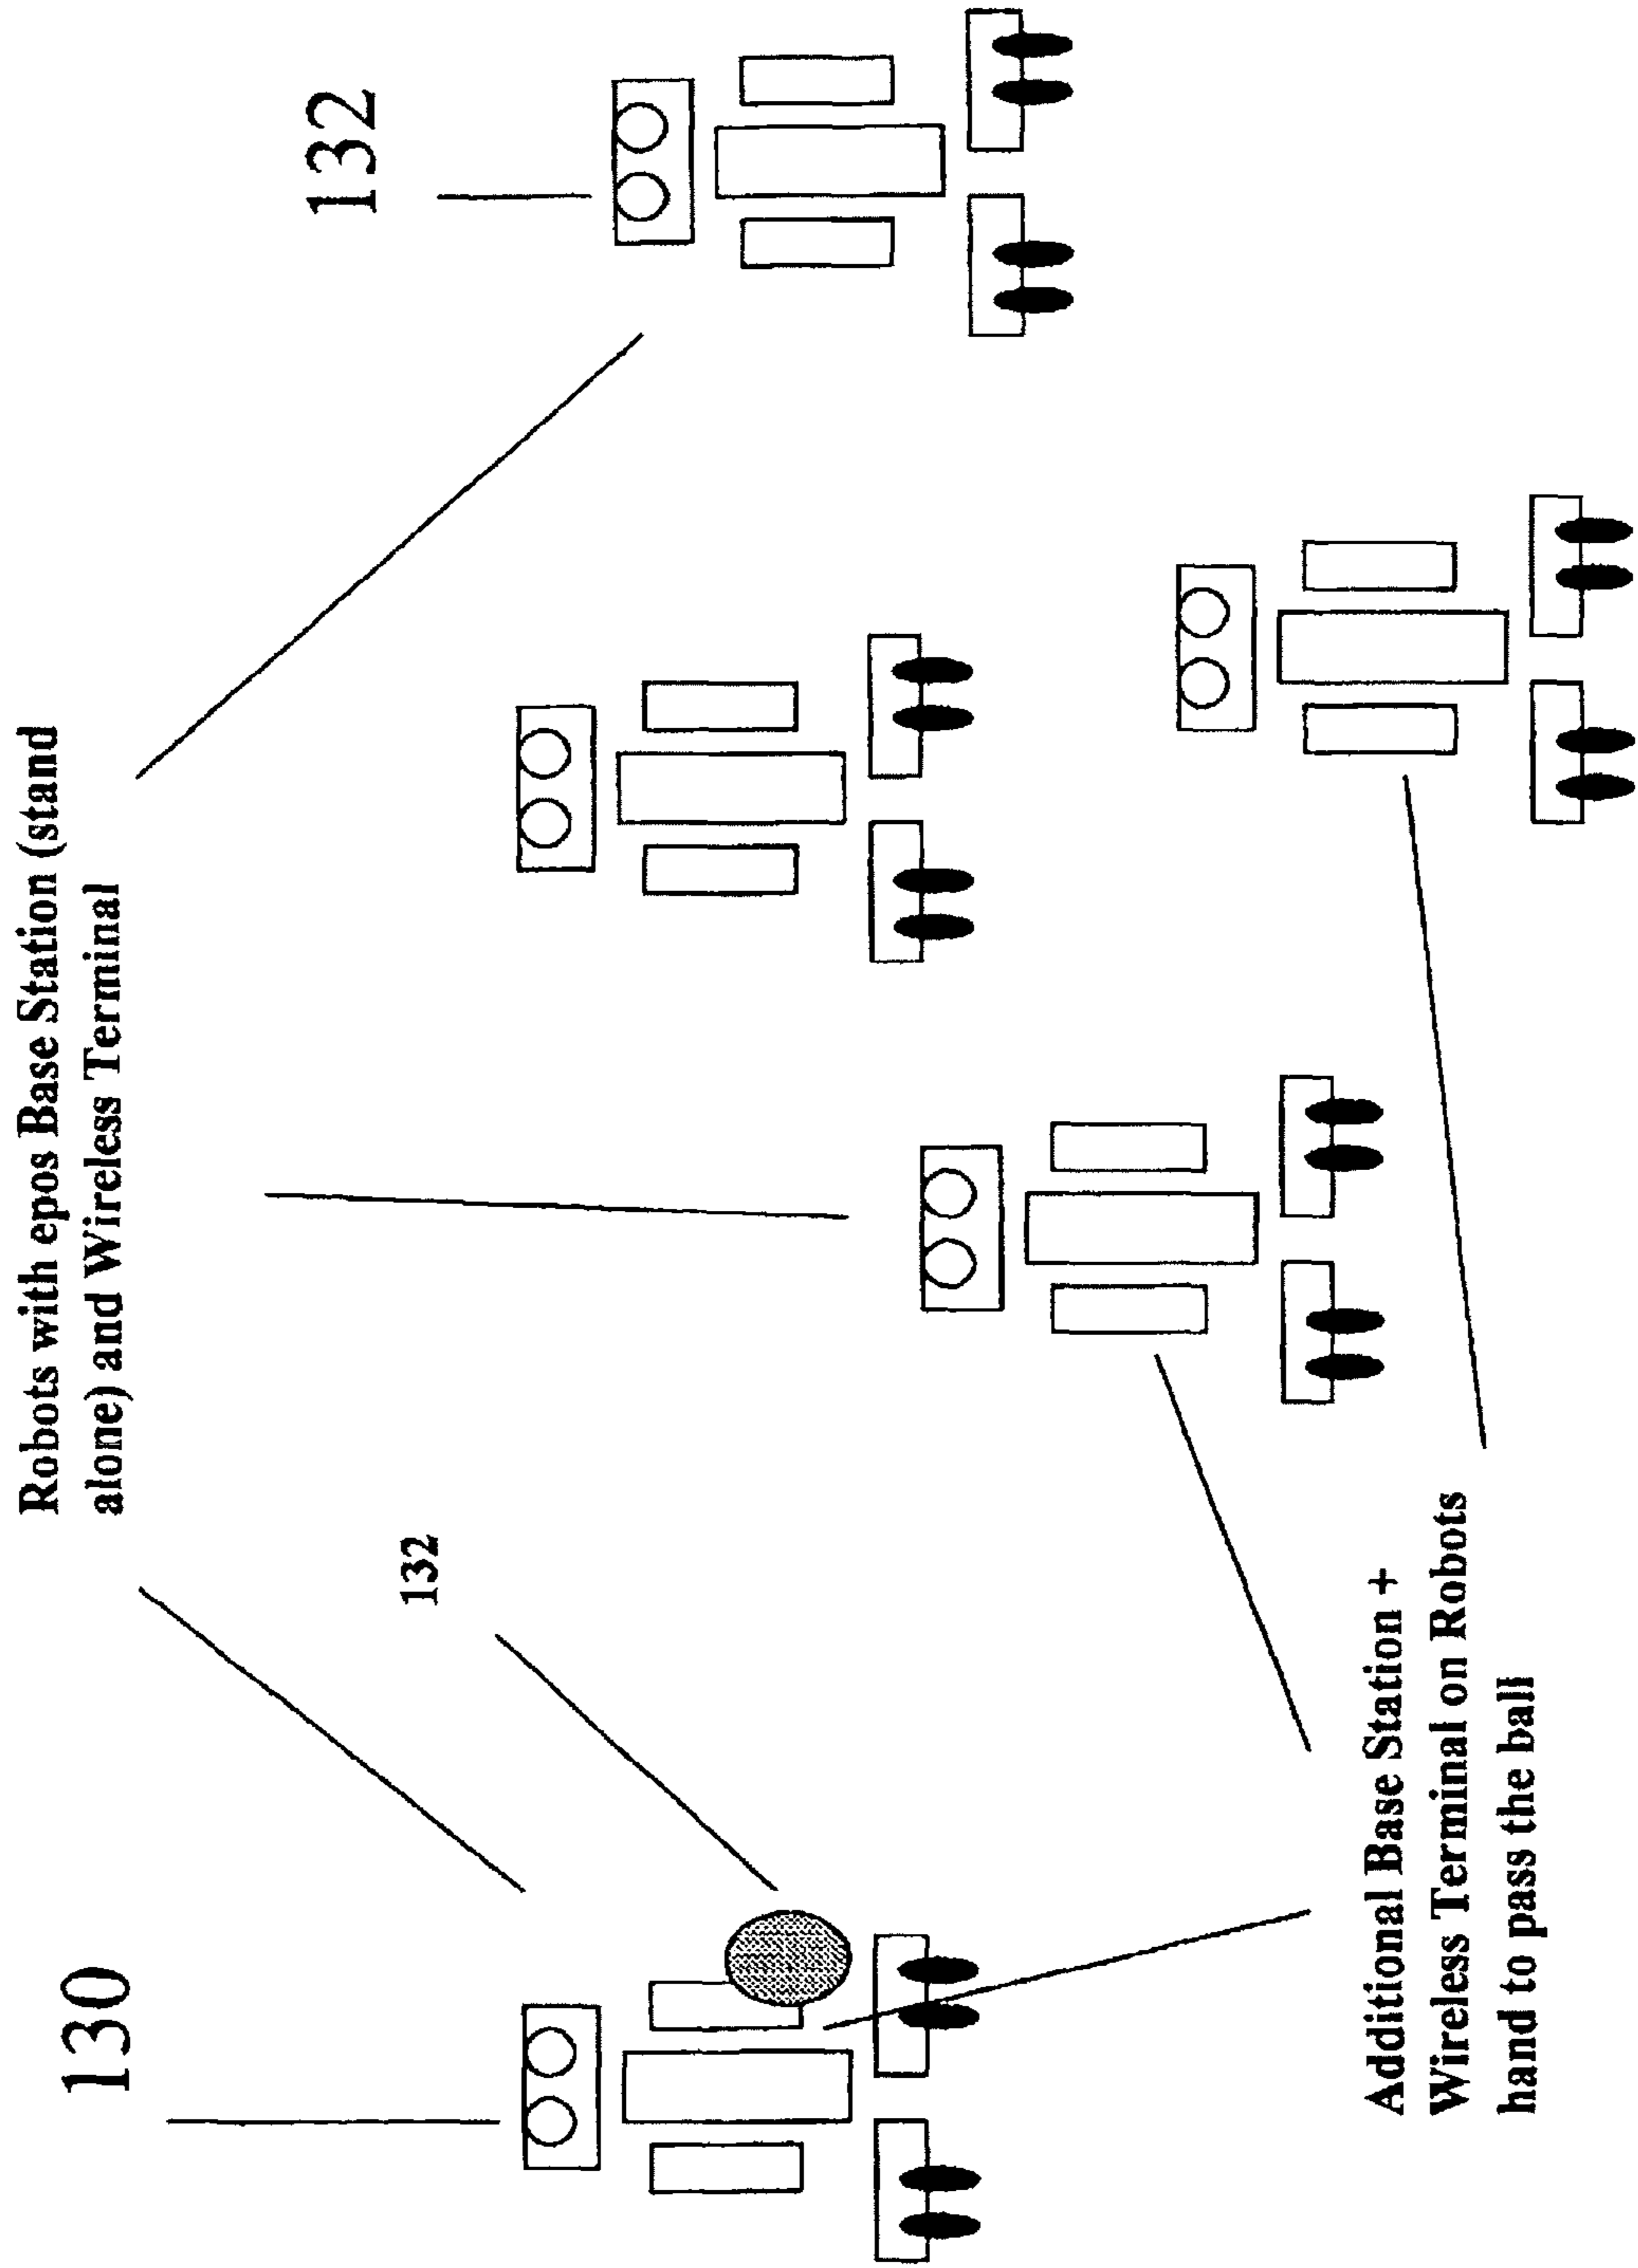 Robots with epos Base Station (stand
alone) and Wireless Terminal
130
132
132
Additional Base Station +
Wireless Terminal on Robots
hand to pass the ball